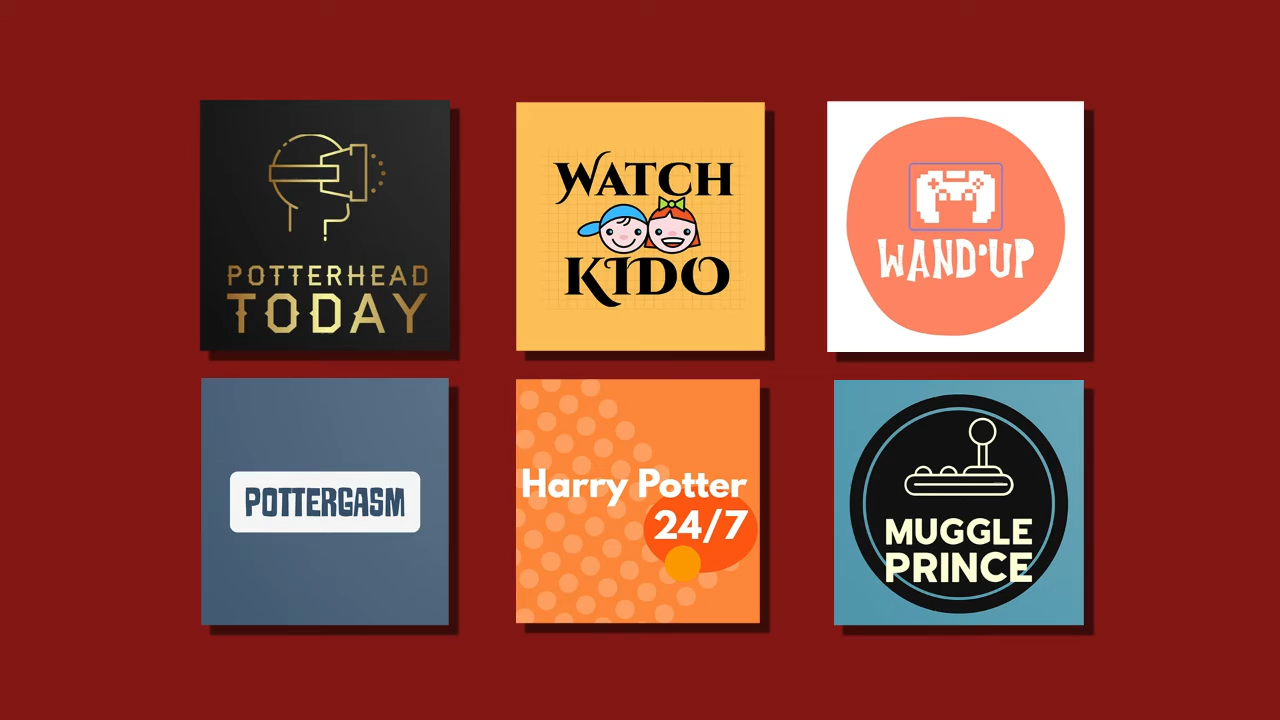 POTTERHEAD
TODAY
WATCH
KIDO
WAND'UP
POTTERGASM
Harry Potter
24/7
MUGGLE
PRINCE